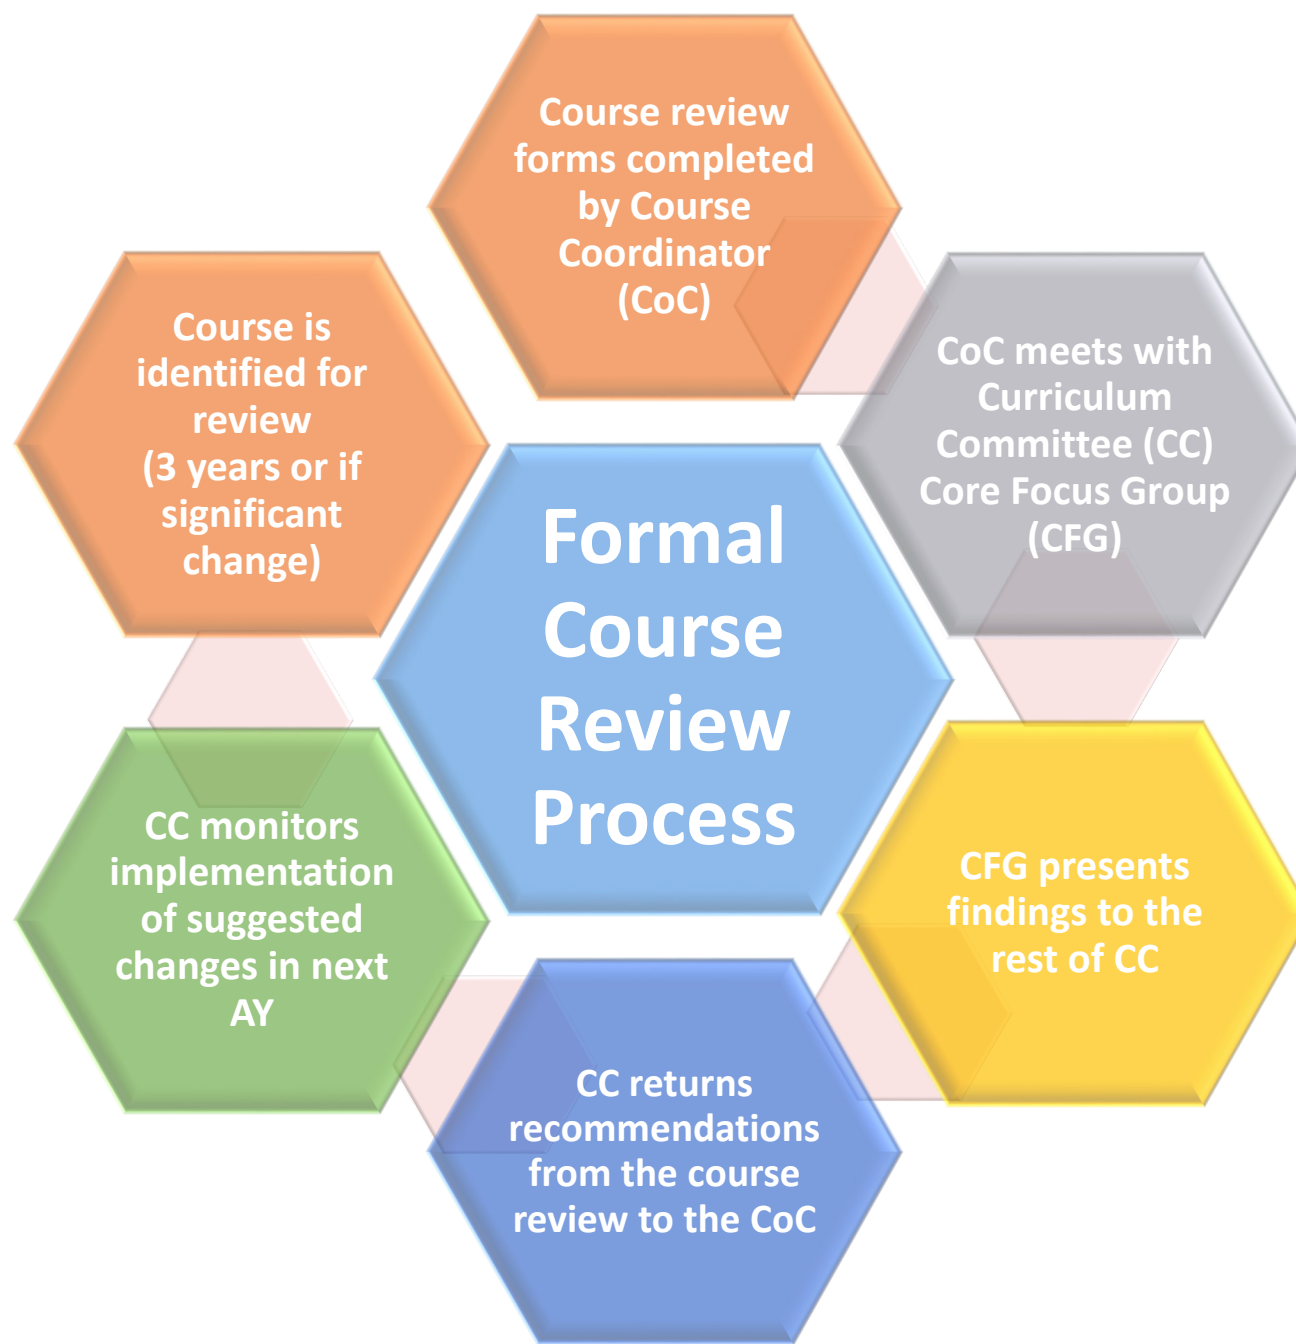 Course review
forms completed
by Course
Coordinator
(CoC)
Course is
identified for
review
(3 years or if
significant
change)
CoC meets with
Curriculum
Committee (CC)
Core Focus Group
(CFG)
Formal
Course
Review
Process
CC monitors
implementation
of suggested
changes in next
AY
CFG presents
findings to the
rest of CC
CC returns
recommendations
from the course
review to the CoC